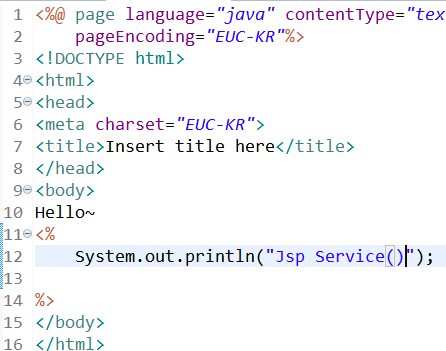 1 <%@ page language="java" contentType="tex
2     pageEncoding="EUC-KR"%>
3 <!DOCTYPE html>
4 <html>
5 <head>
6 <meta charset="EUC-KR">
7 <title>Insert title here</title>
8 </head>
9 <body>
10 Hello~
11 <%
12     System.out.println("Jsp Service()");
13
14 %>
15 </body>
16 </html>